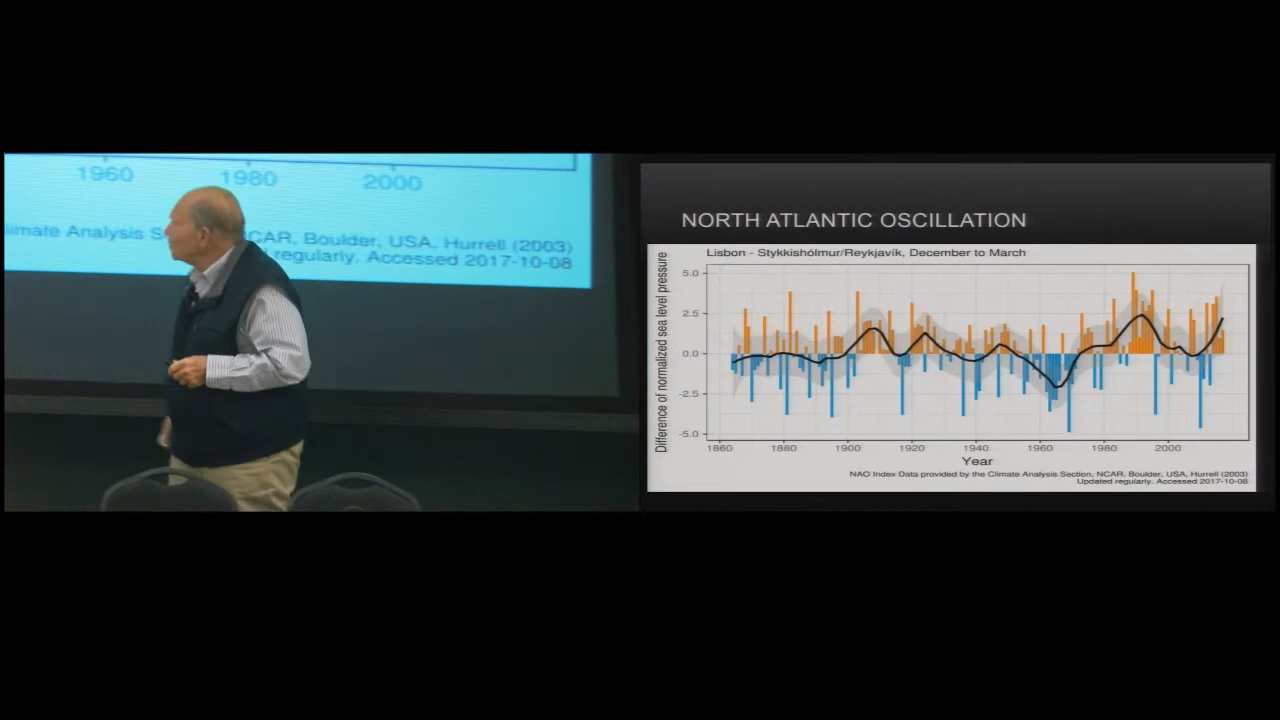 1960 1980 2000
limate Analysis S CAR, Boulder, USA, Hurrell (2003)
regularly. Accessed 2017-10-08
NORTH ATLANTIC OSCILLATION
Lisbon - Stykkishólmur/Reykjavík, December to March
Difference of normalized sea level pressure
5.0
2.5
0.0
-2.5
-5.0
1860 1880 1900 1920 1940 1960 1980 2000
Year
NAO Index Data provided by the Climate Analysis Section, NCAR, Boulder, USA, Hurrell (2003)
Updated regularly. Accessed 2017-10-08